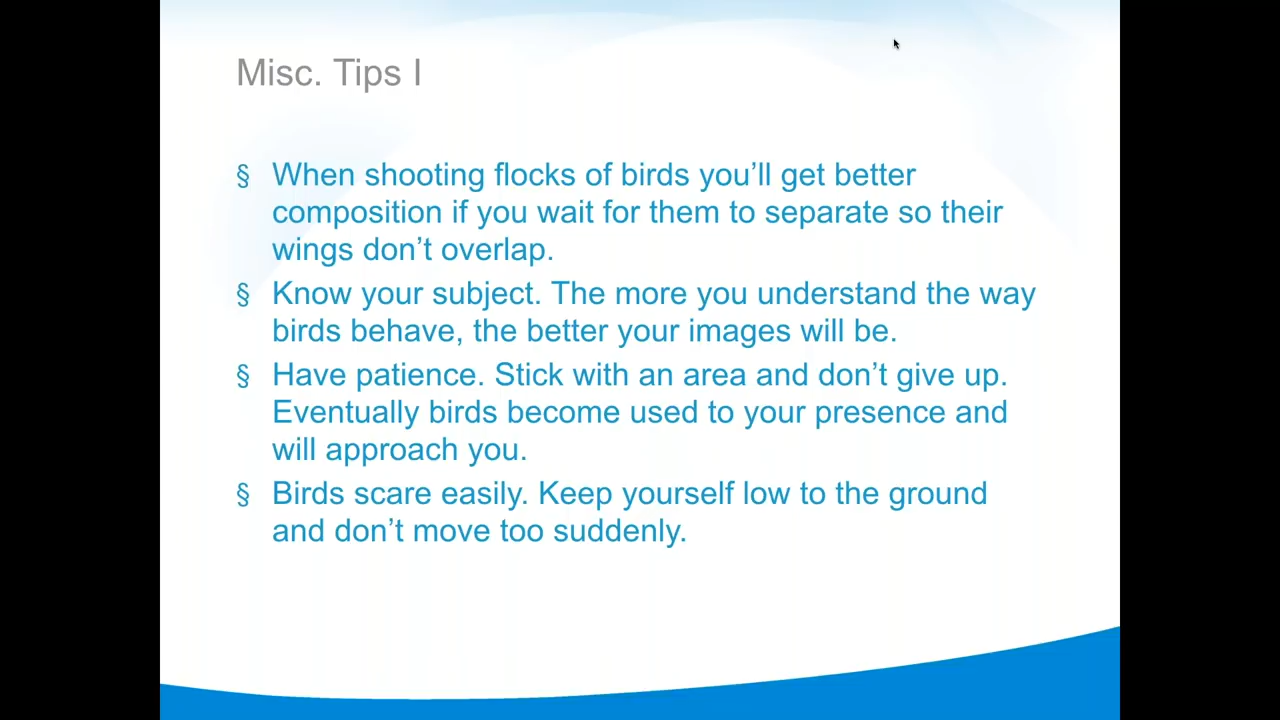 Misc. Tips I
§ When shooting flocks of birds you’ll get better
composition if you wait for them to separate so their
wings don’t overlap.
§ Know your subject. The more you understand the way
birds behave, the better your images will be.
§ Have patience. Stick with an area and don’t give up.
Eventually birds become used to your presence and
will approach you.
§ Birds scare easily. Keep yourself low to the ground
and don’t move too suddenly.